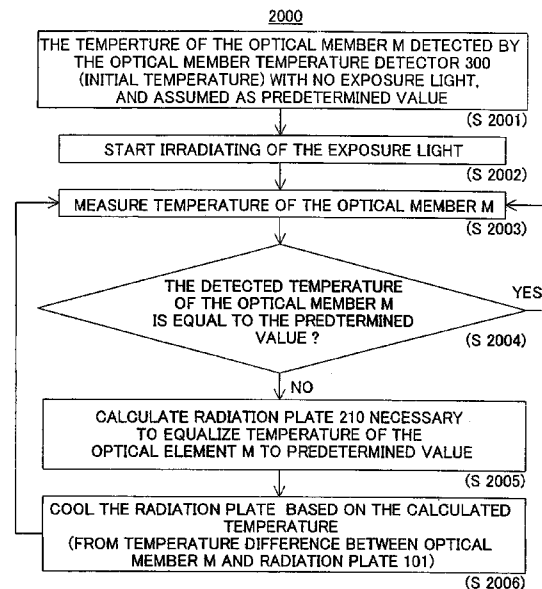 2000
THE TEMPERTURE OF THE OPTICAL MEMBER M DETECTED BY
THE OPTICAL MEMBER TEMPERATURE DETECTOR 300
(INITIAL TEMPERATURE) WITH NO EXPOSURE LIGHT,
AND ASSUMED AS PREDETERMINED VALUE
(S 2001)
START IRRADIATING OF THE EXPOSURE LIGHT
(S 2002)
MEASURE TEMPERATURE OF THE OPTICAL MEMBER M
(S 2003)
THE DETECTED TEMPERATURE
OF THE OPTICAL MEMBER M
IS EQUAL TO THE PREDTERMINED
VALUE ?
YES
(S 2004)
NO
CALCULATE RADIATION PLATE 210 NECESSARY
TO EQUALIZE TEMPERATURE OF THE
OPTICAL ELEMENT M TO PREDETERMINED VALUE
(S 2005)
COOL THE RADIATION PLATE BASED ON THE CALCULATED
TEMPERATURE
(FROM TEMPERATURE DIFFERENCE BETWEEN OPTICAL
MEMBER M AND RADIATION PLATE 101)
(S 2006)